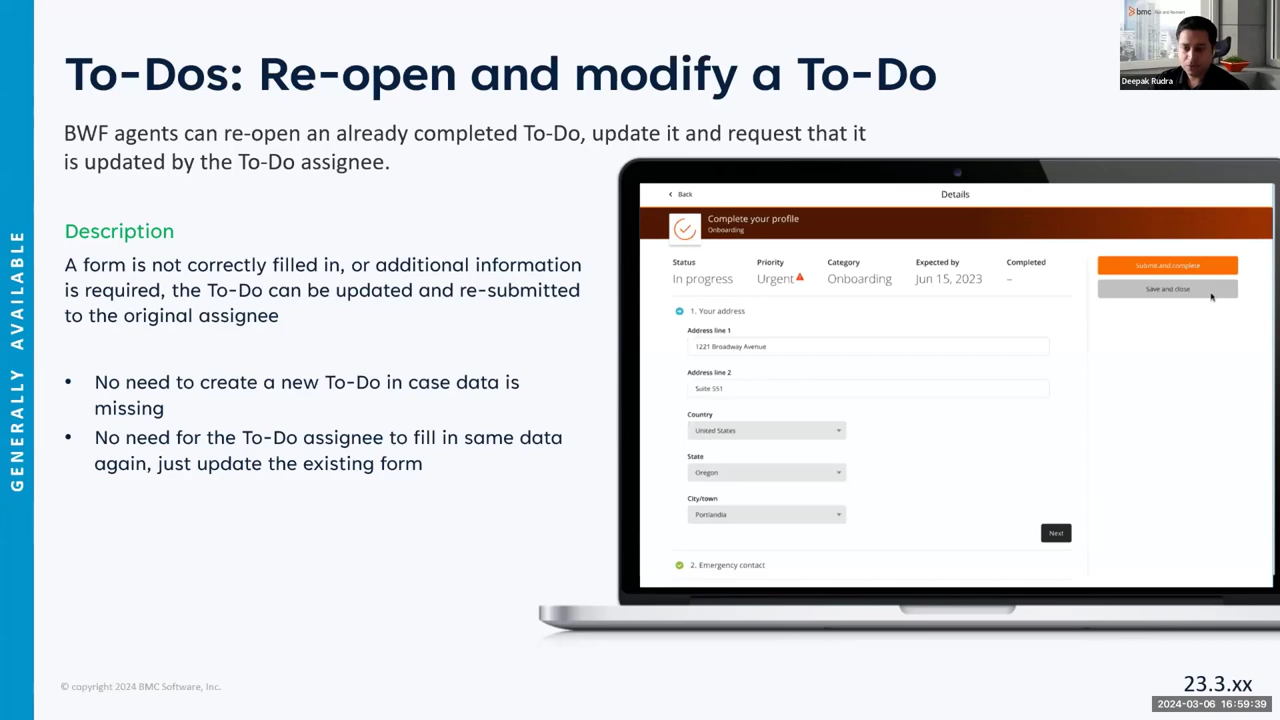 bmc
Deepak Rudra
To-Dos: Re-open and modify a To-Do
BWF agents can re-open an already completed To-Do, update it and request that it
is updated by the To-Do assignee.
GENERALLY AVAILABLE
Description
A form is not correctly filled in, or additional information
is required, the To-Do can be updated and re-submitted
to the original assignee
• No need to create a new To-Do in case data is
missing
• No need for the To-Do assignee to fill in same data
again, just update the existing form
Back
Details
Complete your profile
Onboarding
Status Priority Category Expected by Completed
In progress Urgent Onboarding Jun 15, 2023 –
Submit and complete
Save and close
1. Your address
Address line 1
1221 Broadway Avenue
Address line 2
Suite 551
Country
United States
State
Oregon
City/town
Portlandia
Next
2. Emergency contact
© copyright 2024 BMC Software, Inc.
23.3.xx
2024-03-06 16:59:39